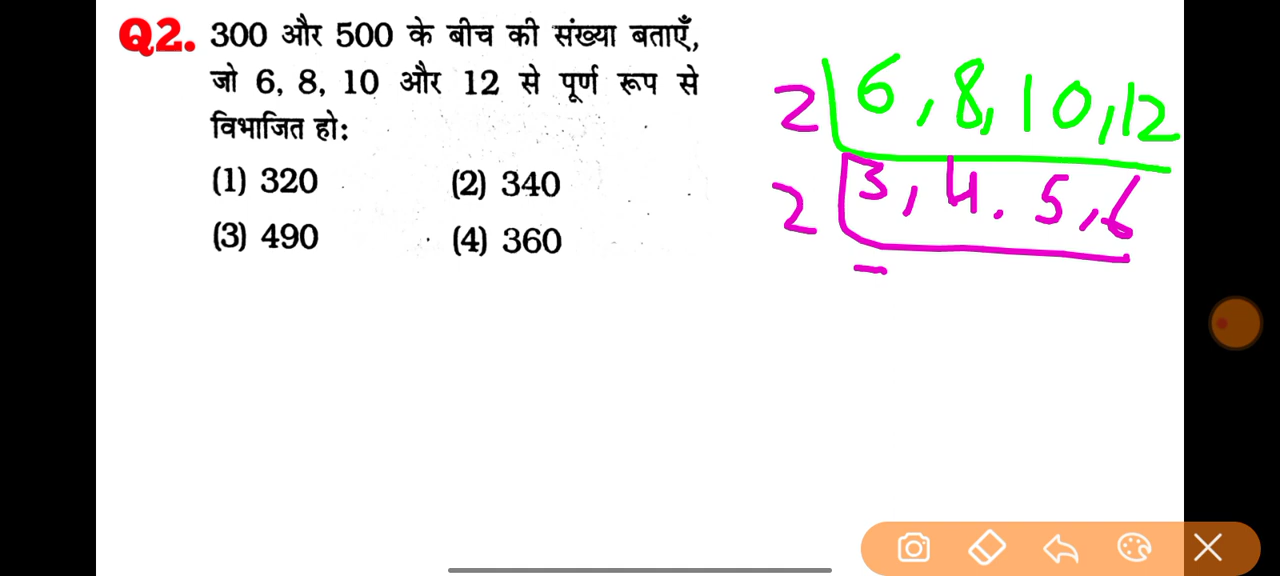 Q2. 300 और 500 के बीच की संख्या बताएँ,
जो 6, 8, 10 और 12 से पूर्ण रूप से
विभाजित हो:
(1) 320 (2) 340
(3) 490 (4) 360
2 6, 8, 10, 12
2 3, 4. 5, 6